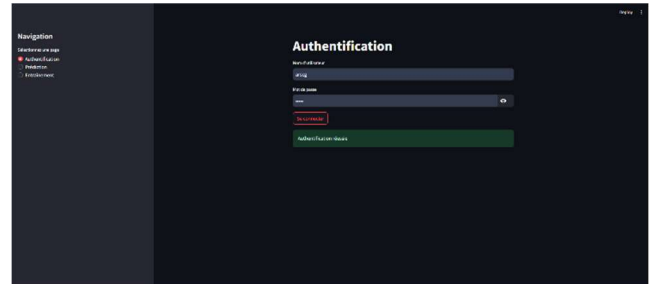 Deploy
Navigation
Sélectionnez une page
Authentification
Prédiction
Entraînement
Authentification
Nom d'utilisateur
Mot de passe
Se connecter
Authentification réussie